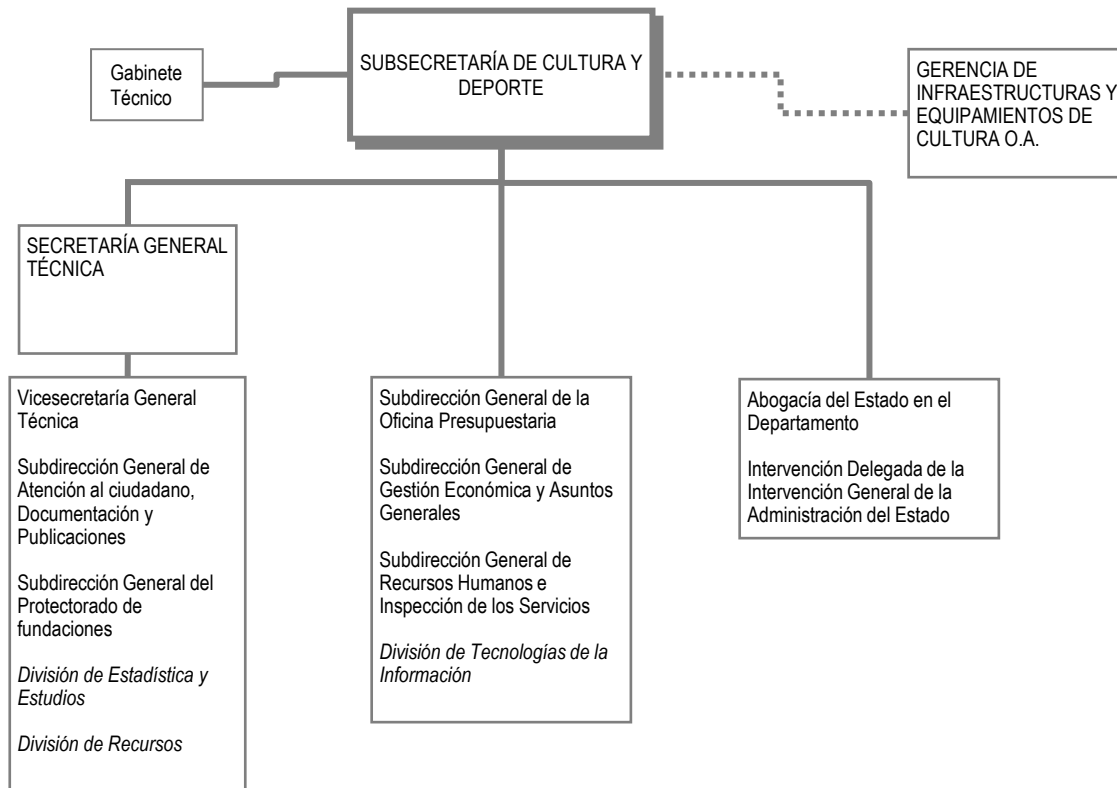 Gabinete
Técnico
SUBSECRETARÍA DE CULTURA Y
DEPORTE
GERENCIA DE
INFRAESTRUCTURAS Y
EQUIPAMIENTOS DE
CULTURA O.A.
SECRETARÍA GENERAL
TÉCNICA
Vicesecretaría General
Técnica
Subdirección General de
Atención al ciudadano,
Documentación y
Publicaciones
Subdirección General del
Protectorado de
fundaciones
División de Estadística y
Estudios
División de Recursos
Subdirección General de la
Oficina Presupuestaria
Subdirección General de
Gestión Económica y Asuntos
Generales
Subdirección General de
Recursos Humanos e
Inspección de los Servicios
División de Tecnologías de la
Información
Abogacía del Estado en el
Departamento
Intervención Delegada de la
Intervención General de la
Administración del Estado